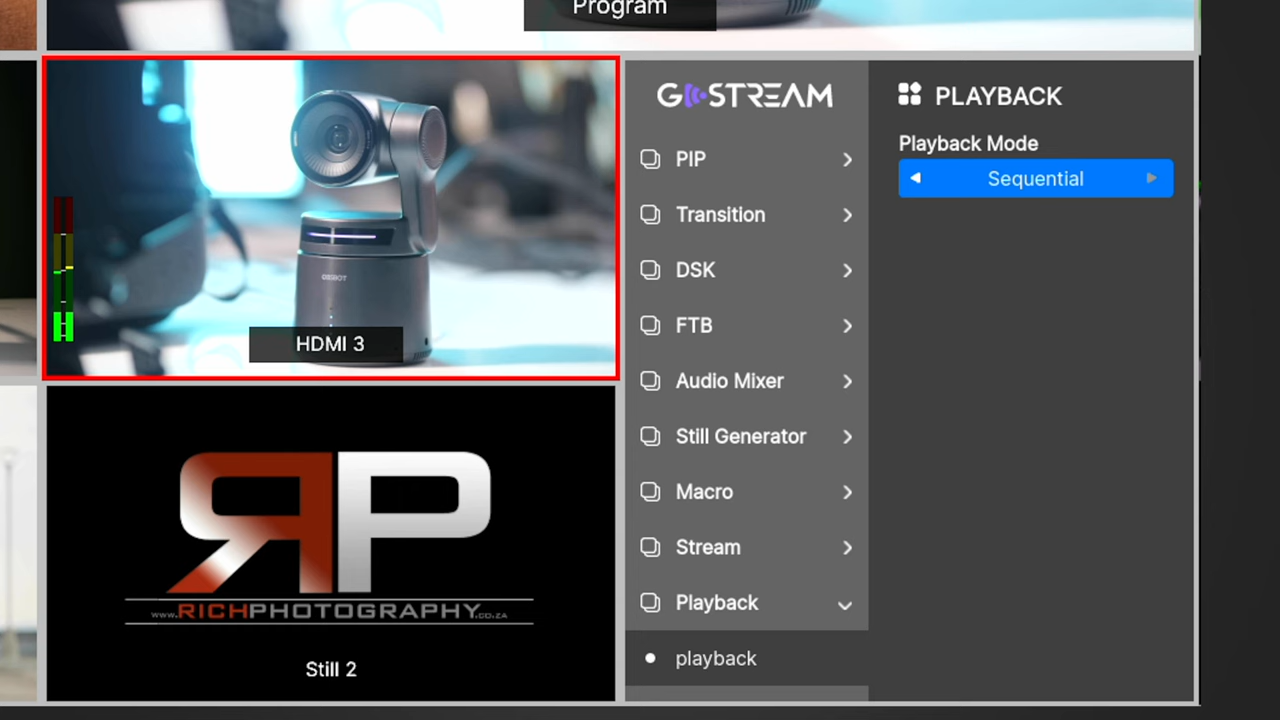 Program
HDMI 3
OBSBOT
www.RICHPHOTOGRAPHY.CO.ZA
Still 2
GOSTREAM
PIP
Transition
DSK
FTB
Audio Mixer
Still Generator
Macro
Stream
Playback
playback
PLAYBACK
Playback Mode
Sequential